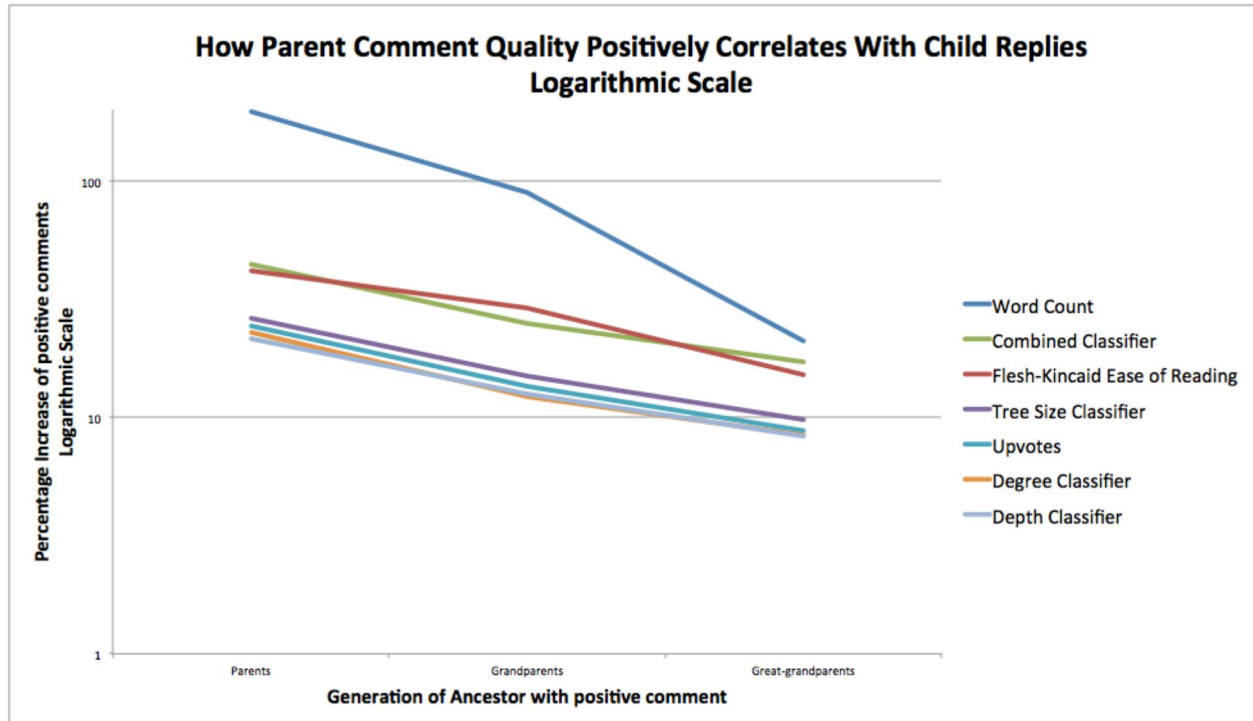 How Parent Comment Quality Positively Correlates With Child Replies
Logarithmic Scale
Percentage Increase of positive comments
Logarithmic Scale
100
10
1
Word Count
Combined Classifier
Flesh-Kincaid Ease of Reading
Tree Size Classifier
Upvotes
Degree Classifier
Depth Classifier
Parents
Grandparents
Great-grandparents
Generation of Ancestor with positive comment